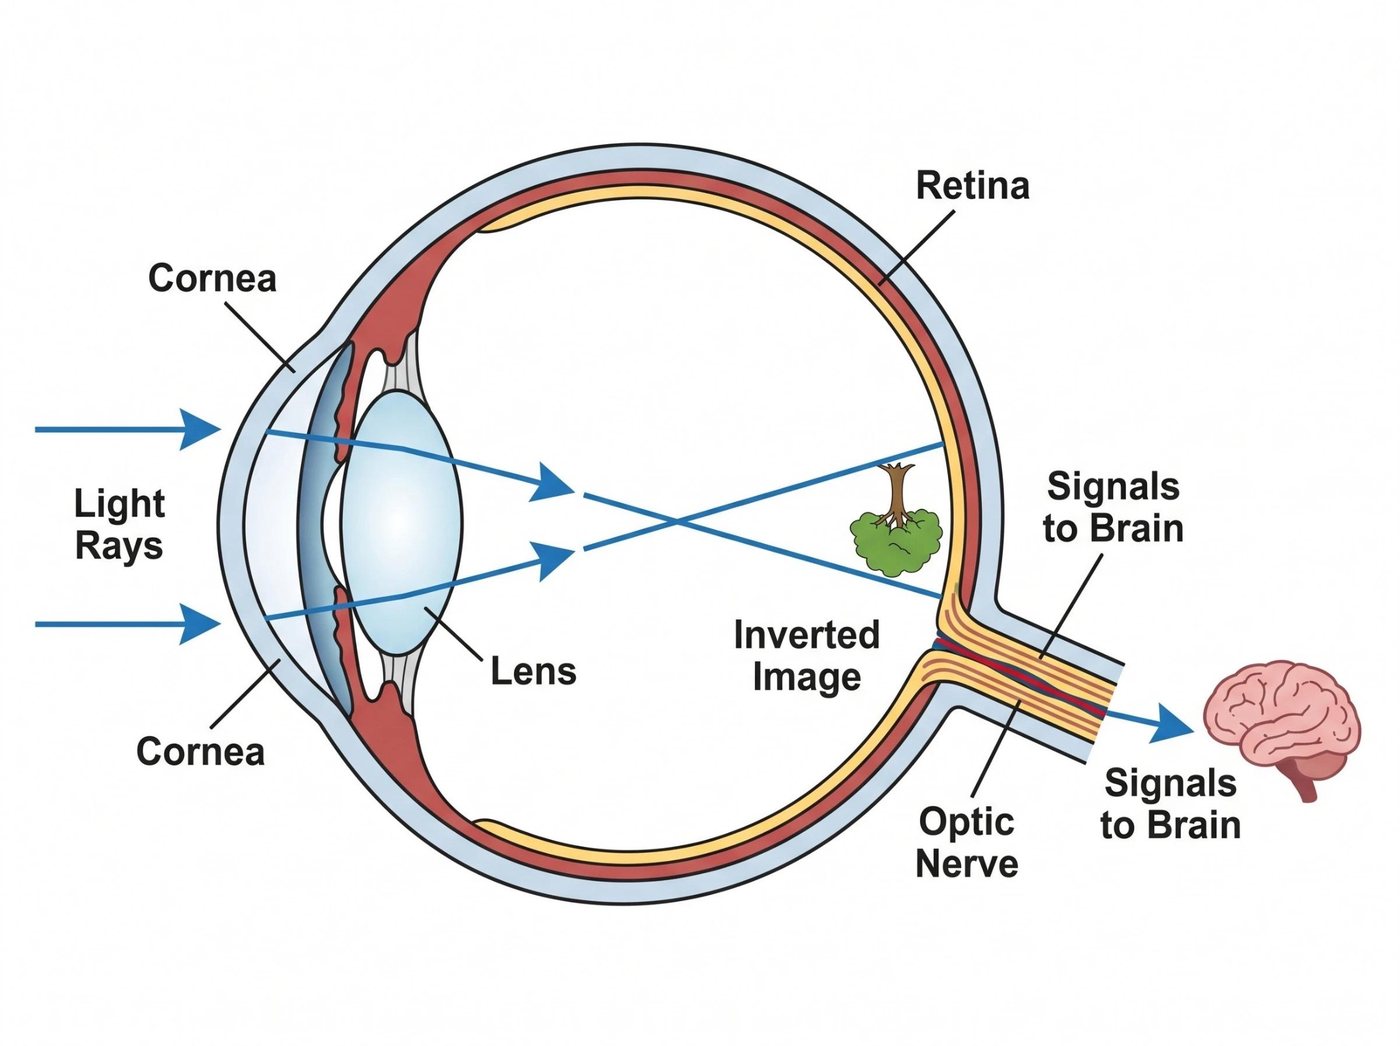 Retina
Cornea
Light
Rays
Signals
to Brain
Inverted
Image
Lens
Cornea
Signals
to Brain
Optic
Nerve